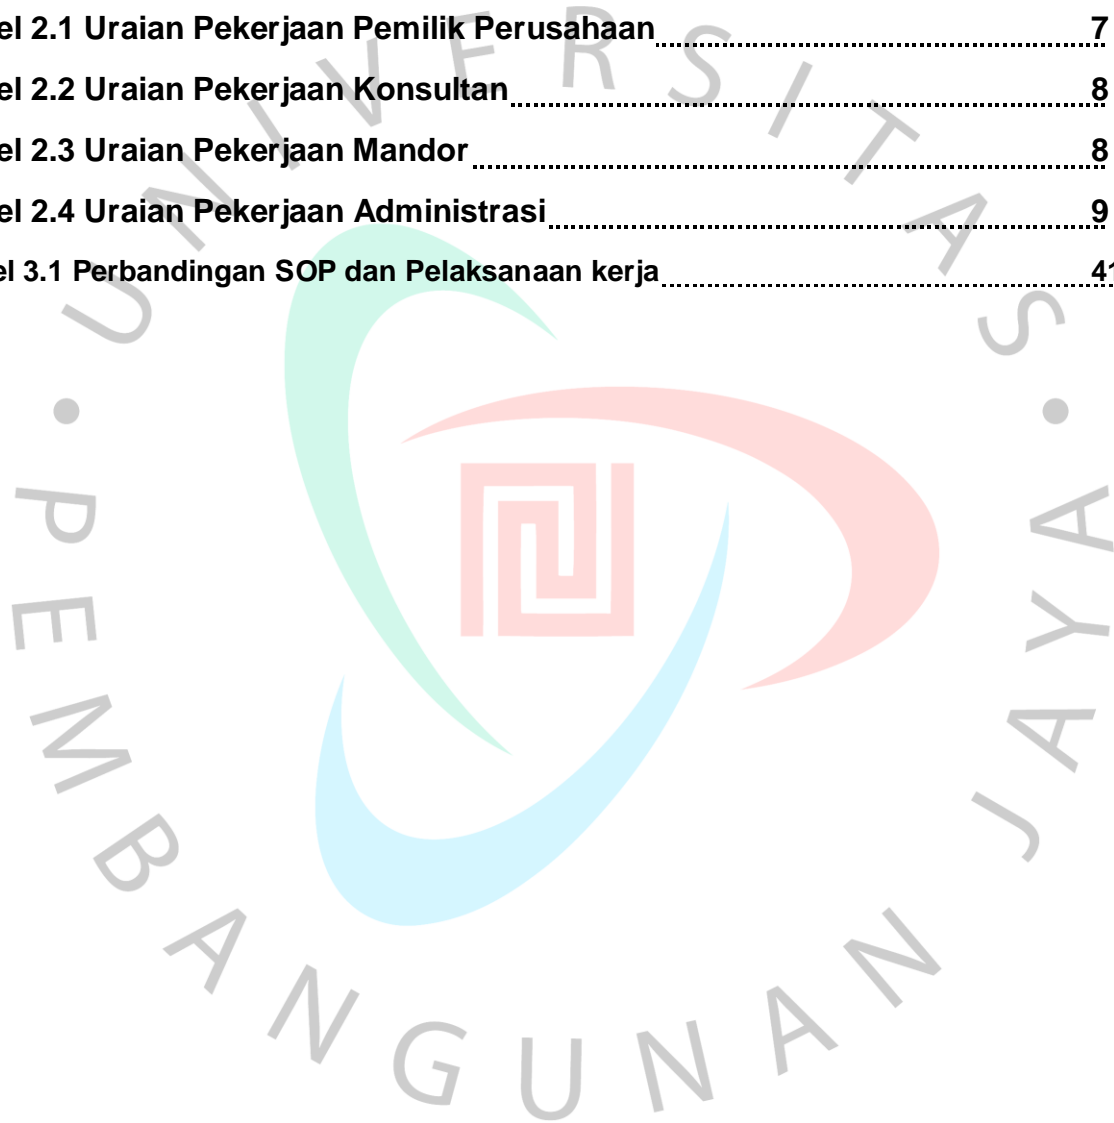 el 2.1 Uraian Pekerjaan Pemilik Perusahaan 7
el 2.2 Uraian Pekerjaan Konsultan 8
el 2.3 Uraian Pekerjaan Mandor 8
el 2.4 Uraian Pekerjaan Administrasi 9
el 3.1 Perbandingan SOP dan Pelaksanaan kerja 41
UNIVERSITAS • PEMBANGUNAN JAYA •